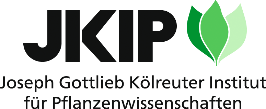 JKIP
Joseph Gottlieb Kölreuter Institut
für Pflanzenwissenschaften